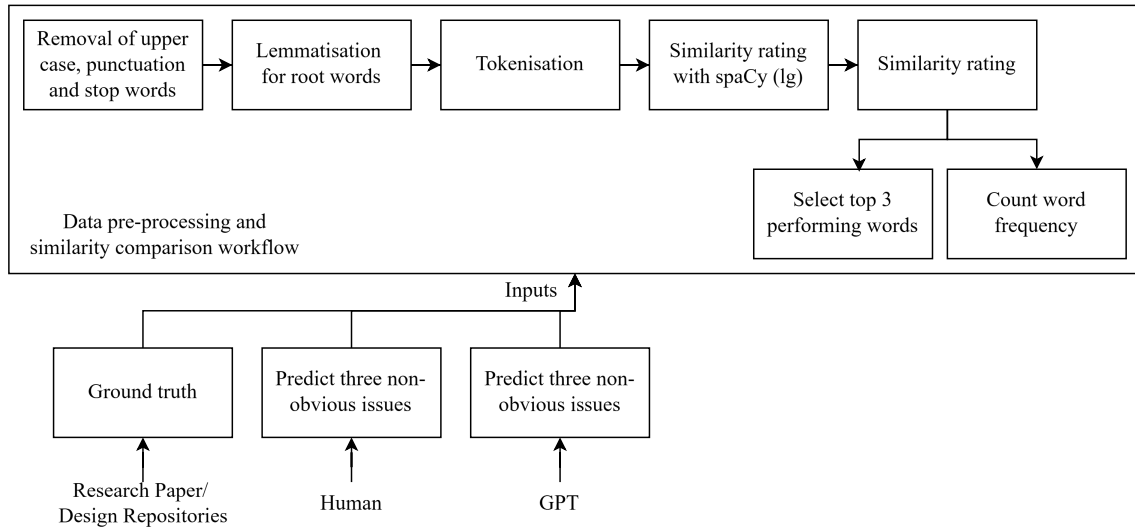 Removal of upper
case, punctuation
and stop words
Lemmatisation
for root words
Tokenisation
Similarity rating
with spaCy (lg)
Similarity rating
Select top 3
performing words
Count word
frequency
Data pre-processing and
similarity comparison workflow
Inputs
Ground truth
Predict three non-
obvious issues
Predict three non-
obvious issues
Research Paper/
Design Repositories
Human
GPT